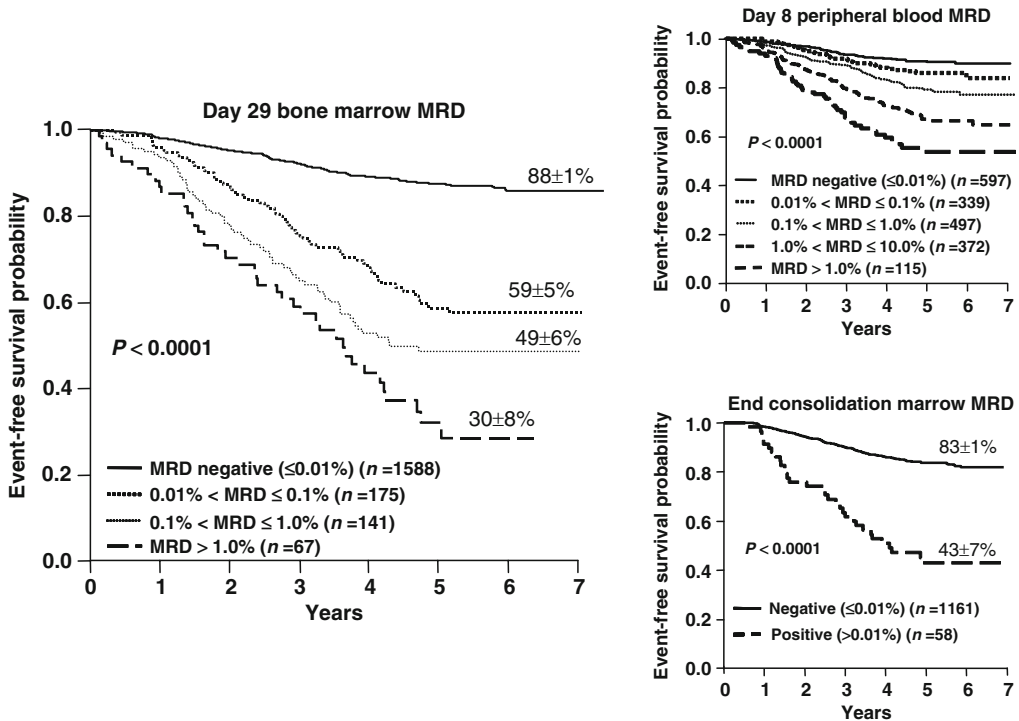 Day 29 bone marrow MRD
Event-free survival probability
1.0
0.8
0.6
0.4
0.2
0.0
88±1%
59±5%
49±6%
30±8%
P < 0.0001
MRD negative (≤0.01%) (n =1588)
0.01% < MRD ≤ 0.1% (n =175)
0.1% < MRD ≤ 1.0% (n =141)
MRD > 1.0% (n =67)
0 1 2 3 4 5 6 7
Years
Day 8 peripheral blood MRD
Event-free survival probability
1.0
0.8
0.6
0.4
0.2
0.0
P < 0.0001
MRD negative (≤0.01%) (n =597)
0.01% < MRD ≤ 0.1% (n =339)
0.1% < MRD ≤ 1.0% (n =497)
1.0% < MRD ≤ 10.0% (n =372)
MRD > 1.0% (n =115)
0 1 2 3 4 5 6 7
Years
End consolidation marrow MRD
Event-free survival probability
1.0
0.8
0.6
0.4
0.2
0.0
83±1%
43±7%
P < 0.0001
Negative (≤0.01%) (n =1161)
Positive (>0.01%) (n =58)
0 1 2 3 4 5 6 7
Years